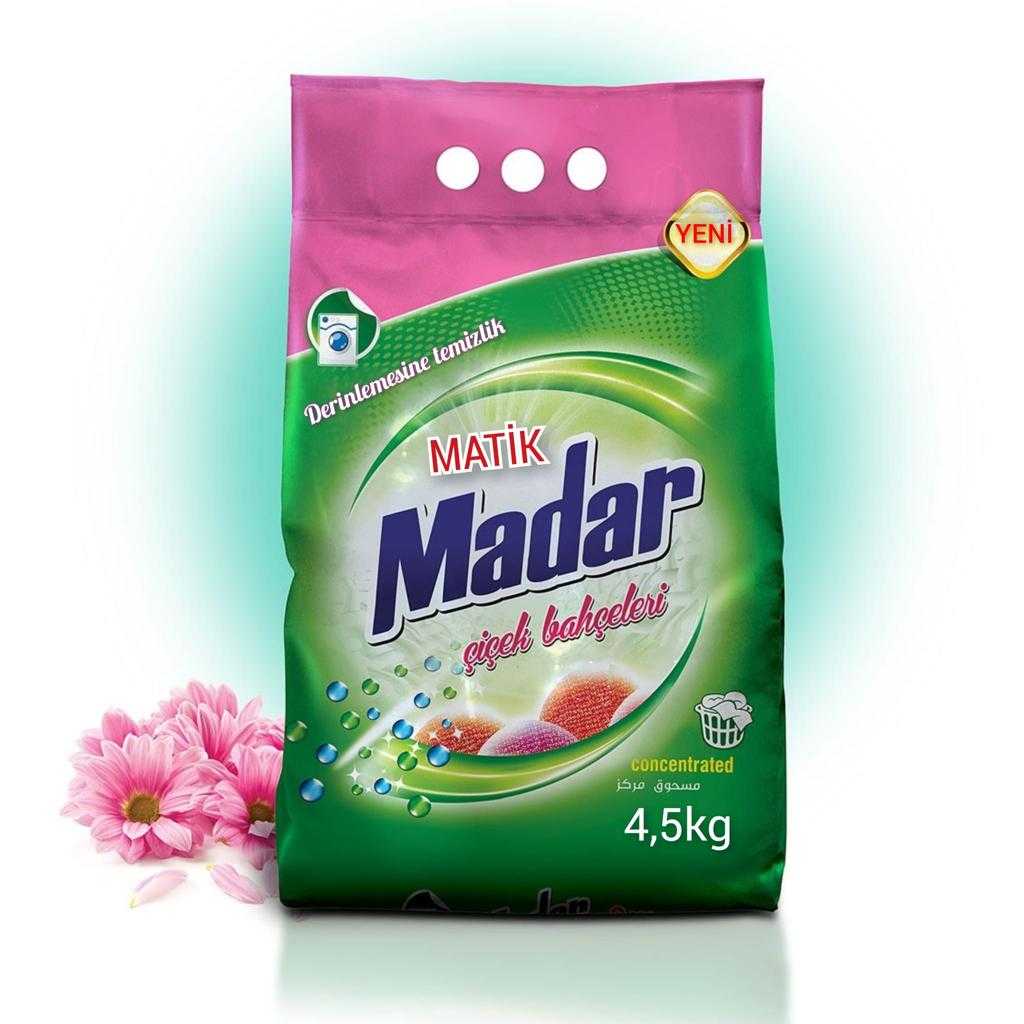 YENİ
Derinlemesine temizlik
MATİK
Madar
çiçek bahçeleri
concentrated
مسحوق مركز
4,5kg